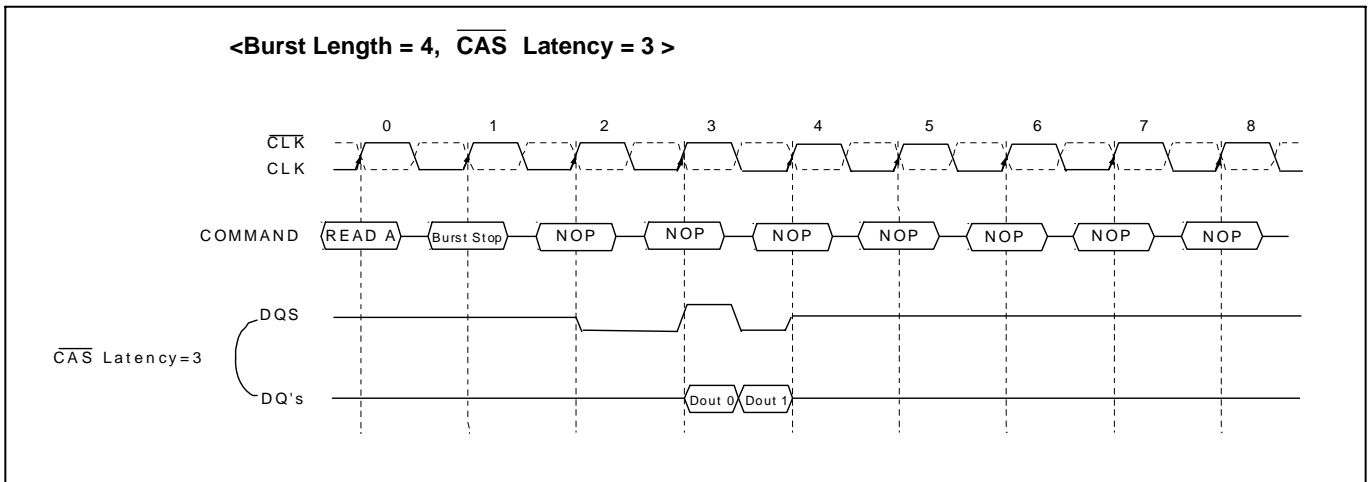 <Burst Length = 4, CAS Latency = 3 >
0 1 2 3 4 5 6 7 8
CLK
CLK
COMMAND READ A Burst Stop NOP NOP NOP NOP NOP NOP NOP
DQS
CAS Latency=3
DQ's Dout 0 Dout 1